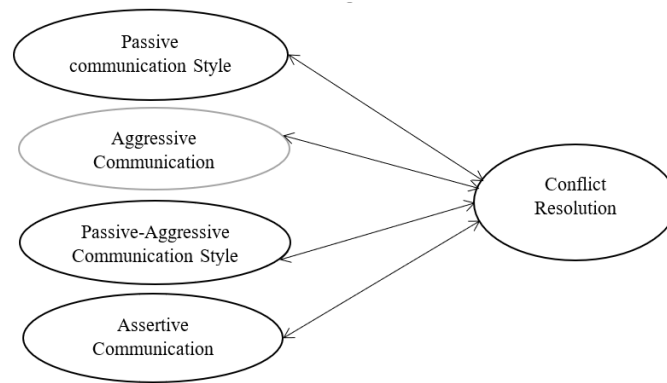 Passive
communication Style
Aggressive
Communication
Passive-Aggressive
Communication Style
Assertive
Communication
Conflict
Resolution